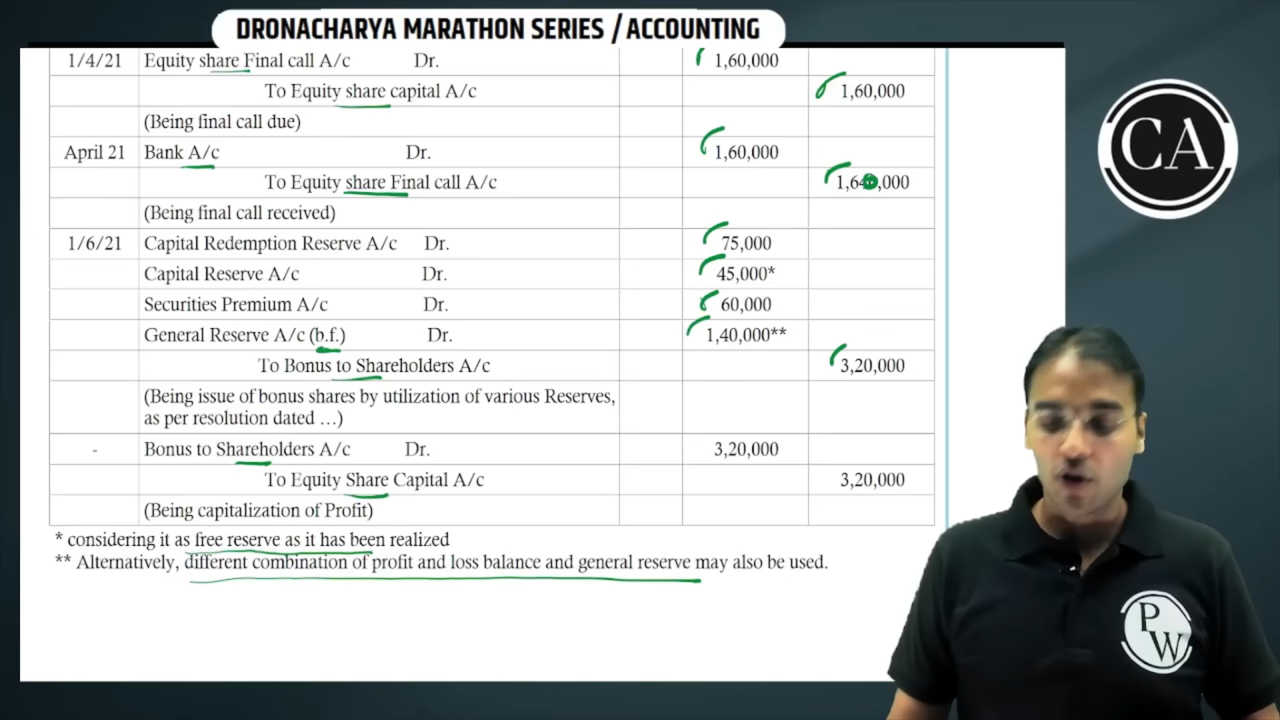 DRONACHARYA MARATHON SERIES / ACCOUNTING
1/4/21 Equity share Final call A/c Dr. 1,60,000
To Equity share capital A/c 1,60,000
(Being final call due)
April 21 Bank A/c Dr. 1,60,000
To Equity share Final call A/c
(Being final call received)
1/6/21 Capital Redemption Reserve A/c Dr. 75,000
Capital Reserve A/c Dr. 45,000*
Securities Premium A/c Dr. 60,000
General Reserve A/c (b.f.) Dr. 1,40,000**
To Bonus to Shareholders A/c 3,20,000
(Being issue of bonus shares by utilization of various Reserves,
as per resolution dated …)
- Bonus to Shareholders A/c Dr. 3,20,000
To Equity Share Capital A/c 3,20,000
(Being capitalization of Profit)
* considering it as free reserve as it has been realized
** Alternatively, different combination of profit and loss balance and general reserve may also be used.
CA
P
W